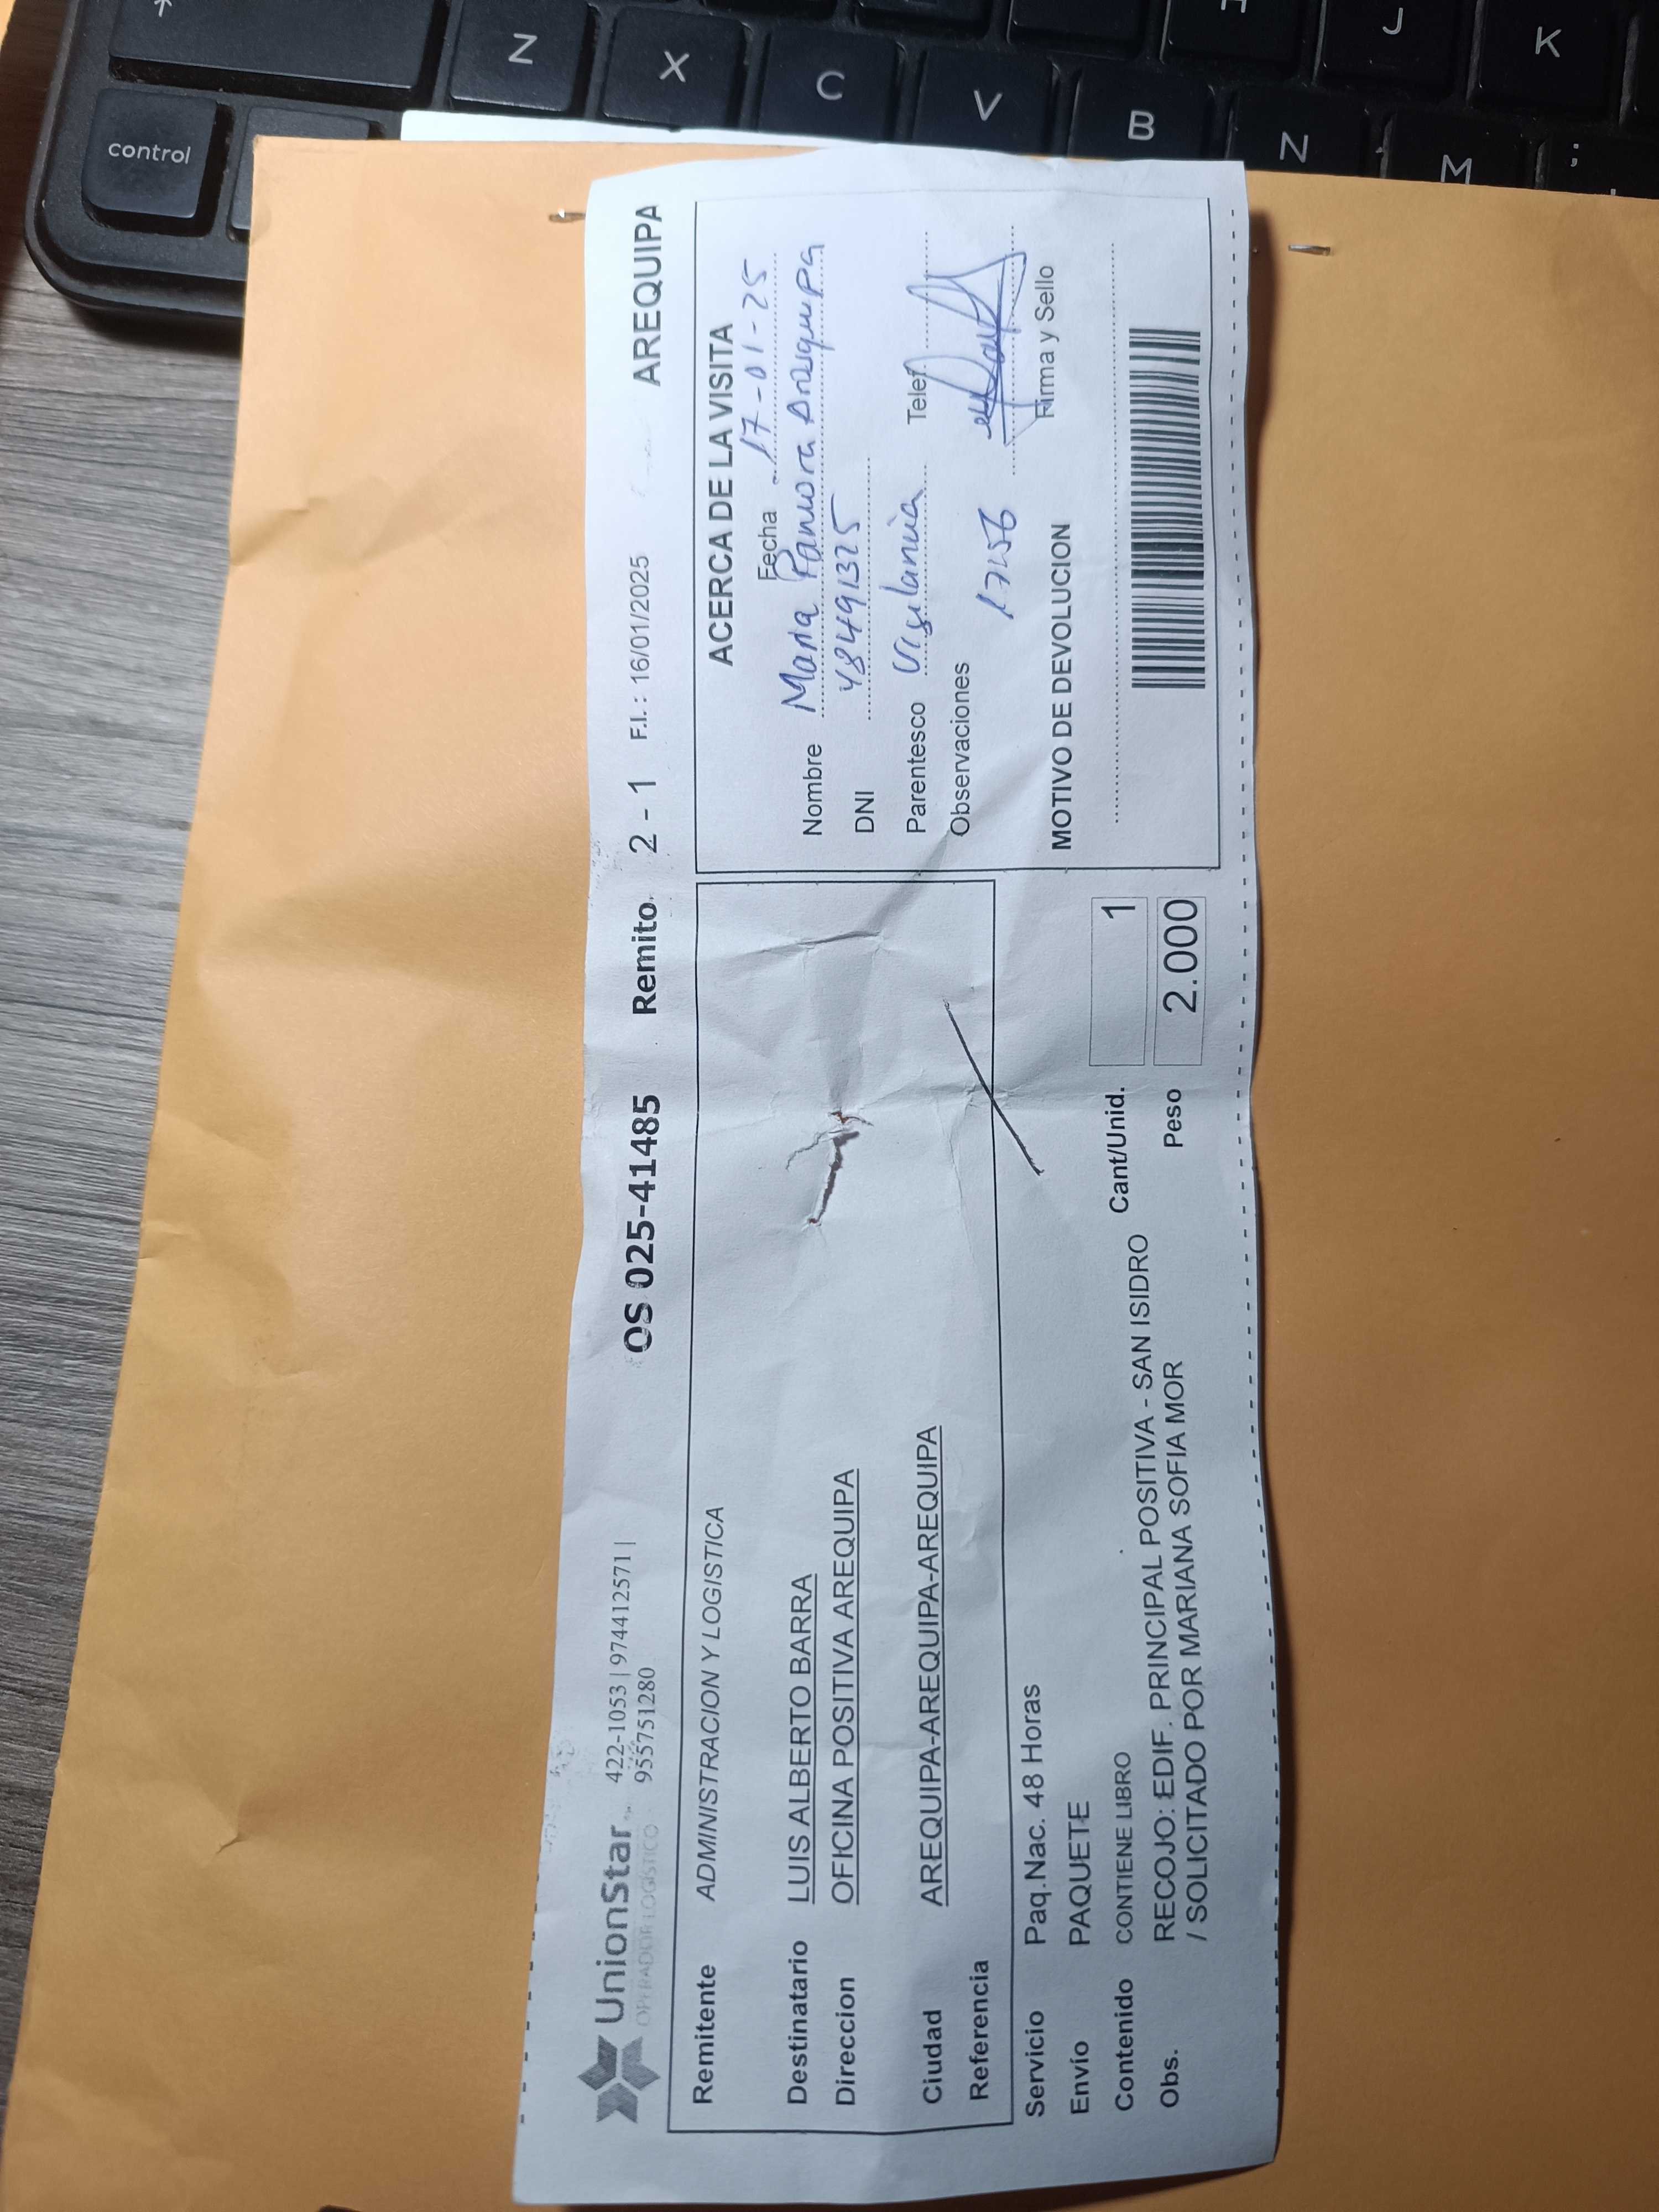 UnionStar
OPERADOR LOGÍSTICO
422-1053 | 974412571 |
955751280
OS 025-41485 Remito 2 - 1 F.I. : 16/01/2025 AREQUIPA
Remitente ADMINISTRACION Y LOGISTICA
Destinatario LUIS ALBERTO BARRA
Direccion OFICINA POSITIVA AREQUIPA
Ciudad AREQUIPA-AREQUIPA-AREQUIPA
Referencia
Servicio Paq.Nac. 48 Horas
Envío PAQUETE
Contenido CONTIENE LIBRO
Obs. RECOJO: EDIF. PRINCIPAL POSITIVA - SAN ISIDRO
/ SOLICITADO POR MARIANA SOFIA MOR
Cant/Unid. 1
Peso 2.000
ACERCA DE LA VISITA
Fecha 17-01-25
Nombre Maria
DNI 48491325
Parentesco Vigilancia Telef.
Observaciones
Firma y Sello
MOTIVO DE DEVOLUCION
control
Z
X
C
V
B
N
M
;
J
K